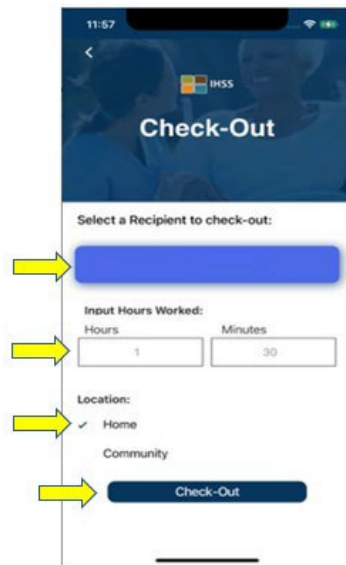 11:57
IHSS
Check-Out
Select a Recipient to check-out:
Input Hours Worked:
Hours Minutes
1 30
Location:
Home
Community
Check-Out